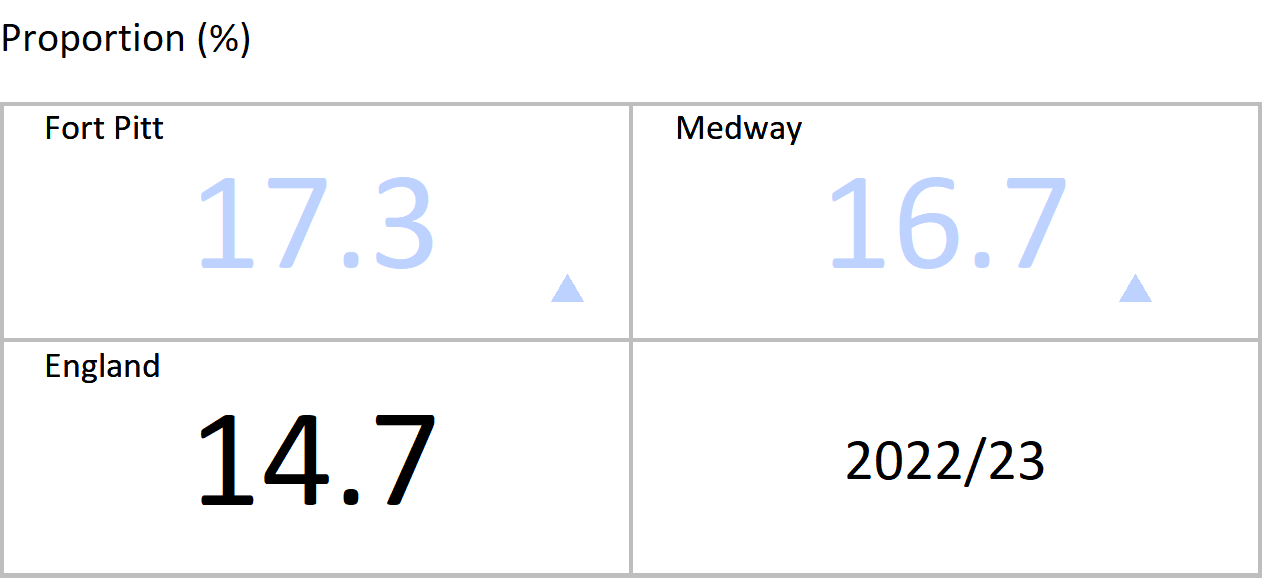 Proportion (%)
Fort Pitt
17.3
Medway
16.7
England
14.7
2022/23